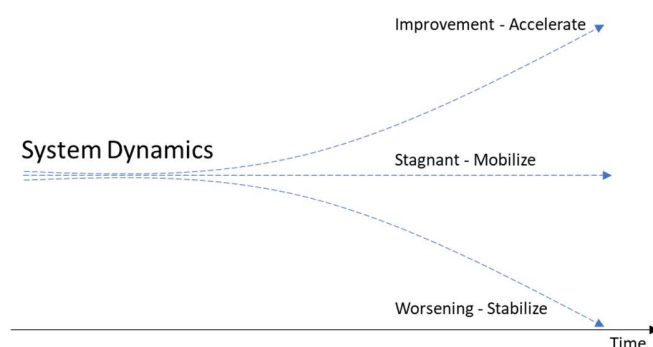 Improvement - Accelerate
System Dynamics
Stagnant - Mobilize
Worsening - Stabilize
Time